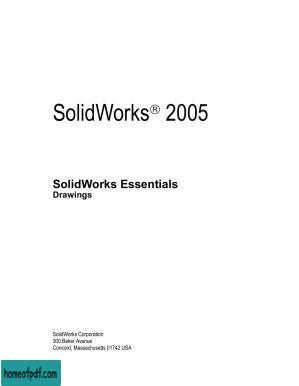 SolidWorks® 2005
SolidWorks Essentials
Drawings
SolidWorks Corporation
300 Baker Avenue
Concord, Massachusetts 01742 USA
homeofpdf.com